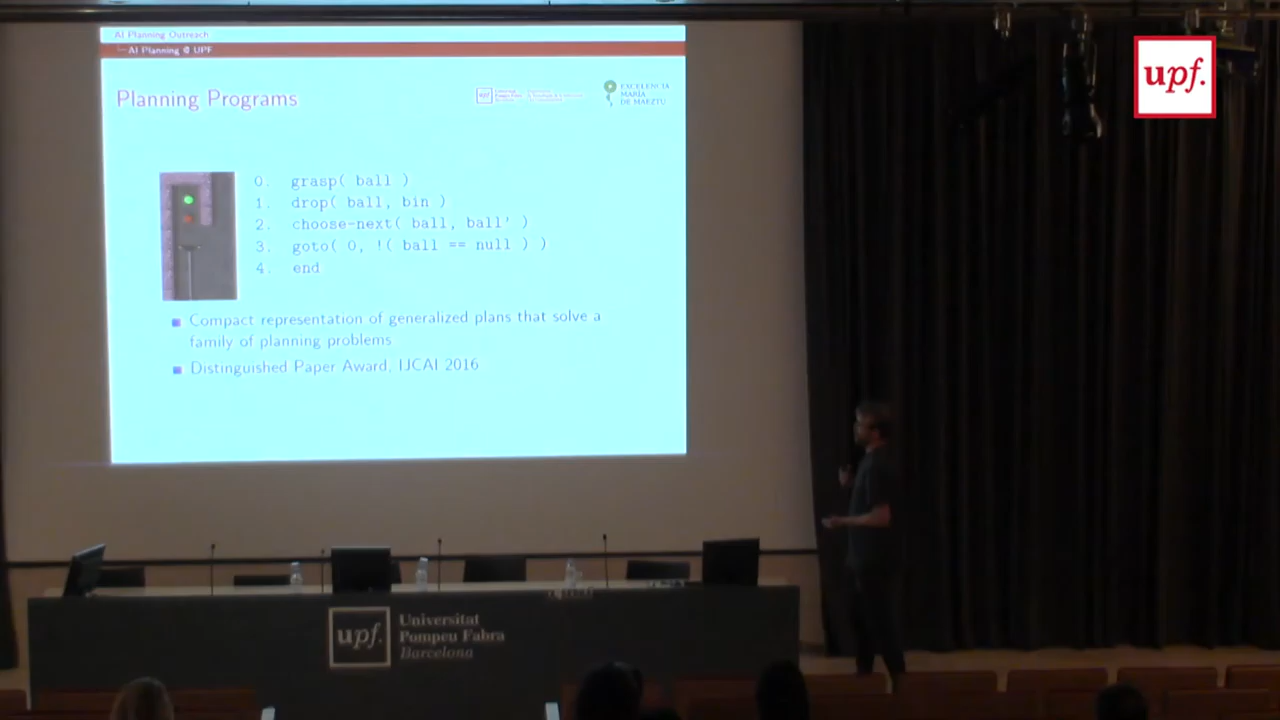 AI Planning Outreach
AI Planning @ UPF
Planning Programs
upf.
EXCELENCIA
MARÍA
DE MAEZTU
0. grasp( ball )
1. drop( ball, bin )
2. choose-next( ball, ball' )
3. goto( 0, !( ball == null ) )
4. end
Compact representation of generalized plans that solve a
family of planning problems
Distinguished Paper Award, IJCAI 2016
upf.
upf.
Universitat
Pompeu Fabra
Barcelona